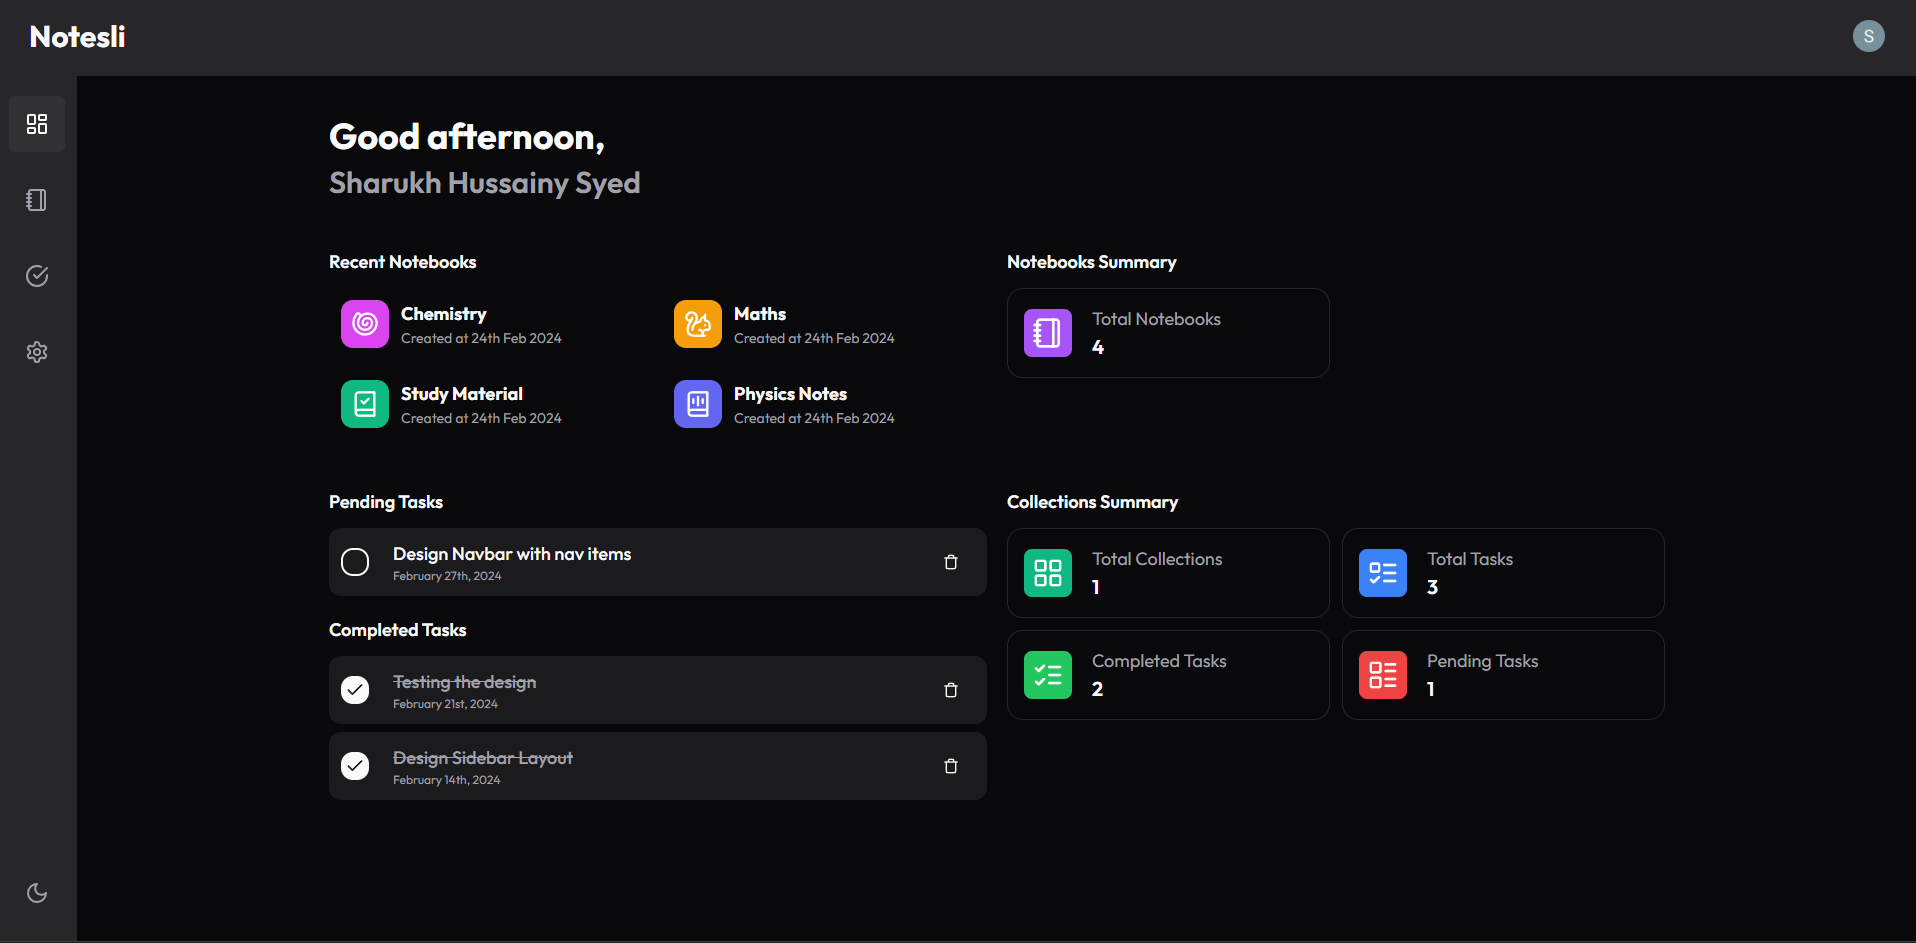 Notesli
S
Good afternoon,
Sharukh Hussainy Syed
Recent Notebooks
Chemistry
Created at 24th Feb 2024
Maths
Created at 24th Feb 2024
Study Material
Created at 24th Feb 2024
Physics Notes
Created at 24th Feb 2024
Notebooks Summary
Total Notebooks
4
Pending Tasks
Design Navbar with nav items
February 27th, 2024
Completed Tasks
Testing the design
February 21st, 2024
Design Sidebar Layout
February 14th, 2024
Collections Summary
Total Collections
1
Total Tasks
3
Completed Tasks
2
Pending Tasks
1